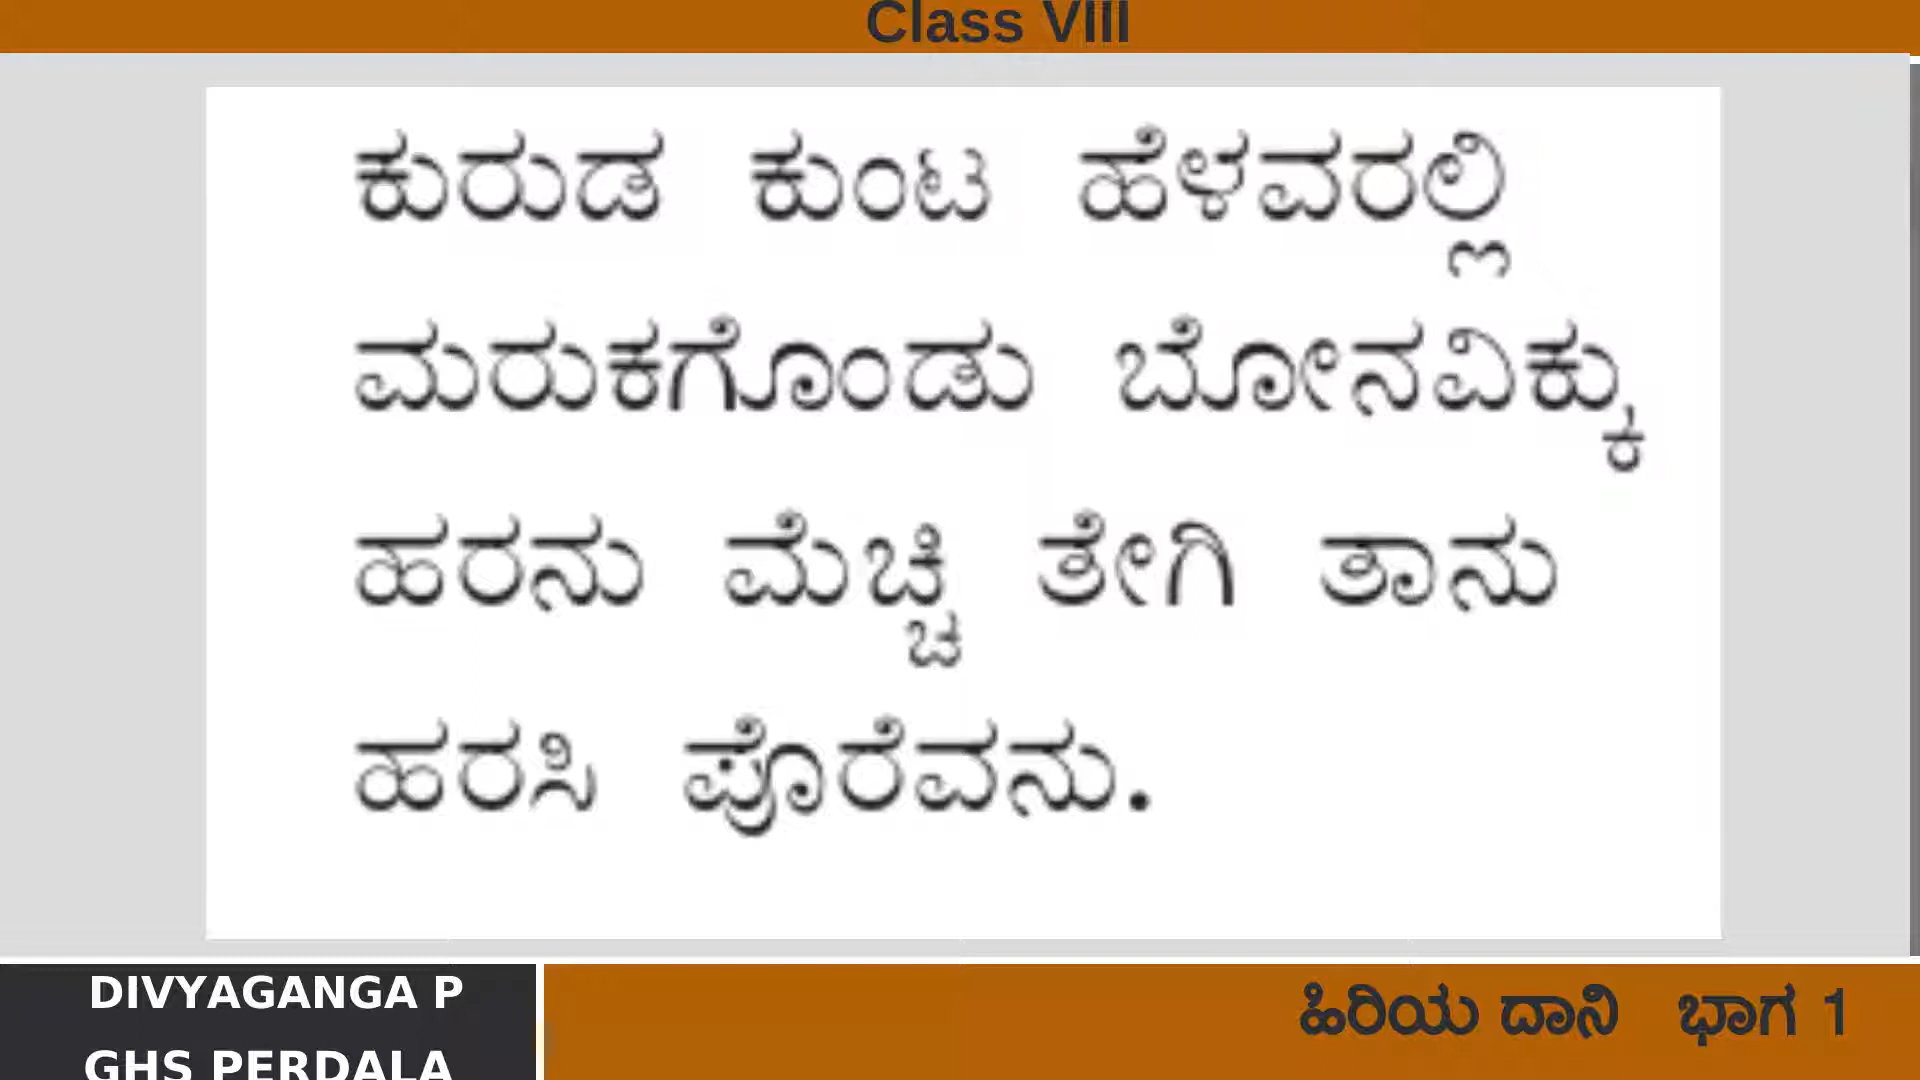 Class VIII
ಕುರುಡ ಕುಂಟ ಹೆಳವರಲ್ಲಿ
ಮರುಕಗೊಂಡು ಬೋನವಿಕ್ಕು
ಹರನು ಮೆಚ್ಚಿ ತೇಗಿ ತಾನು
ಹರಸಿ ಪೊರೆವನು.
DIVYAGANGA P
GHS PERDALA
ಹಿರಿಯ ದಾನಿ ಭಾಗ 1